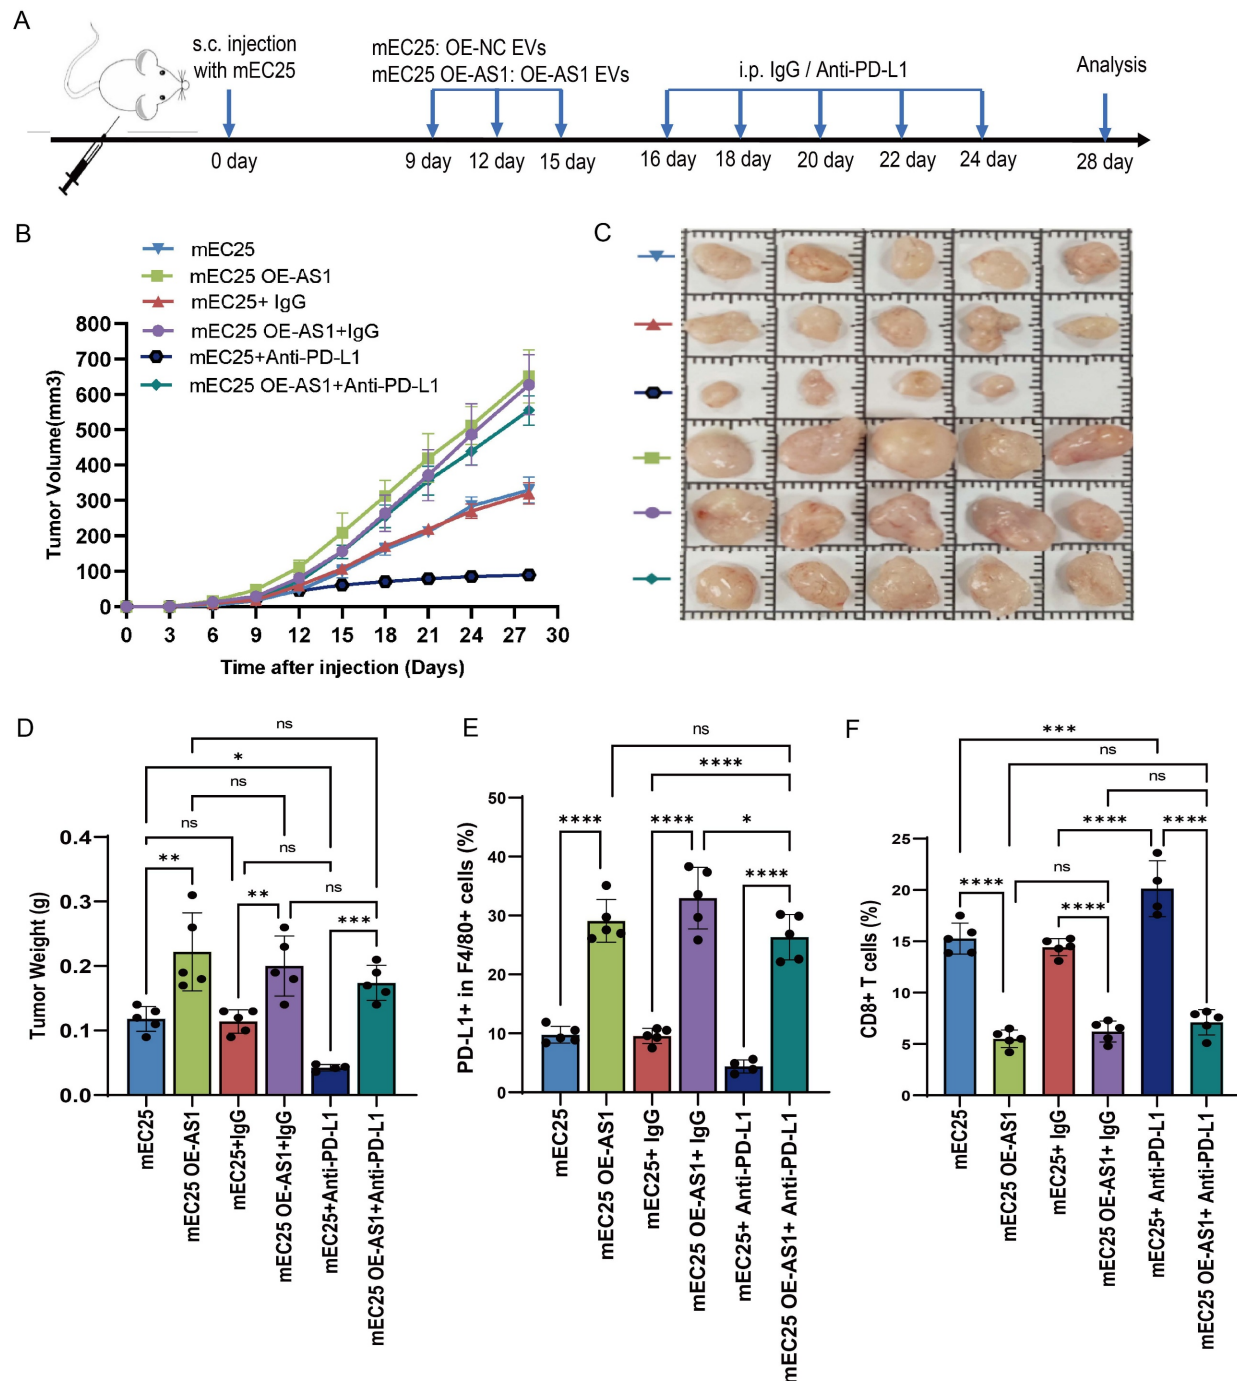 A
s.c. injection
with mEC25
mEC25: OE-NC EVs
mEC25 OE-AS1: OE-AS1 EVs
i.p. IgG / Anti-PD-L1
Analysis
0 day
9 day
12 day
15 day
16 day
18 day
20 day
22 day
24 day
28 day
B
mEC25
mEC25 OE-AS1
mEC25+ IgG
mEC25 OE-AS1+IgG
mEC25+Anti-PD-L1
mEC25 OE-AS1+Anti-PD-L1
Tumor Volume(mm3)
800
700
600
500
400
300
200
100
0
0 3 6 9 12 15 18 21 24 27 30
Time after injection (Days)
C
D
ns
*
ns
ns
**
ns
**
ns
***
Tumor Weight (g)
0.4
0.3
0.2
0.1
0.0
mEC25
mEC25 OE-AS1
mEC25+IgG
mEC25 OE-AS1+IgG
mEC25+Anti-PD-L1
mEC25 OE-AS1+Anti-PD-L1
E
ns
****
****
****
*
****
PD-L1+ in F4/80+ cells (%)
50
40
30
20
10
0
mEC25
mEC25 OE-AS1
mEC25+ IgG
mEC25 OE-AS1+ IgG
mEC25+ Anti-PD-L1
mEC25 OE-AS1+ Anti-PD-L1
F
***
ns
ns
****
****
****
ns
****
CD8+ T cells (%)
25
20
15
10
5
0
mEC25
mEC25 OE-AS1
mEC25+ IgG
mEC25 OE-AS1+ IgG
mEC25+ Anti-PD-L1
mEC25 OE-AS1+ Anti-PD-L1